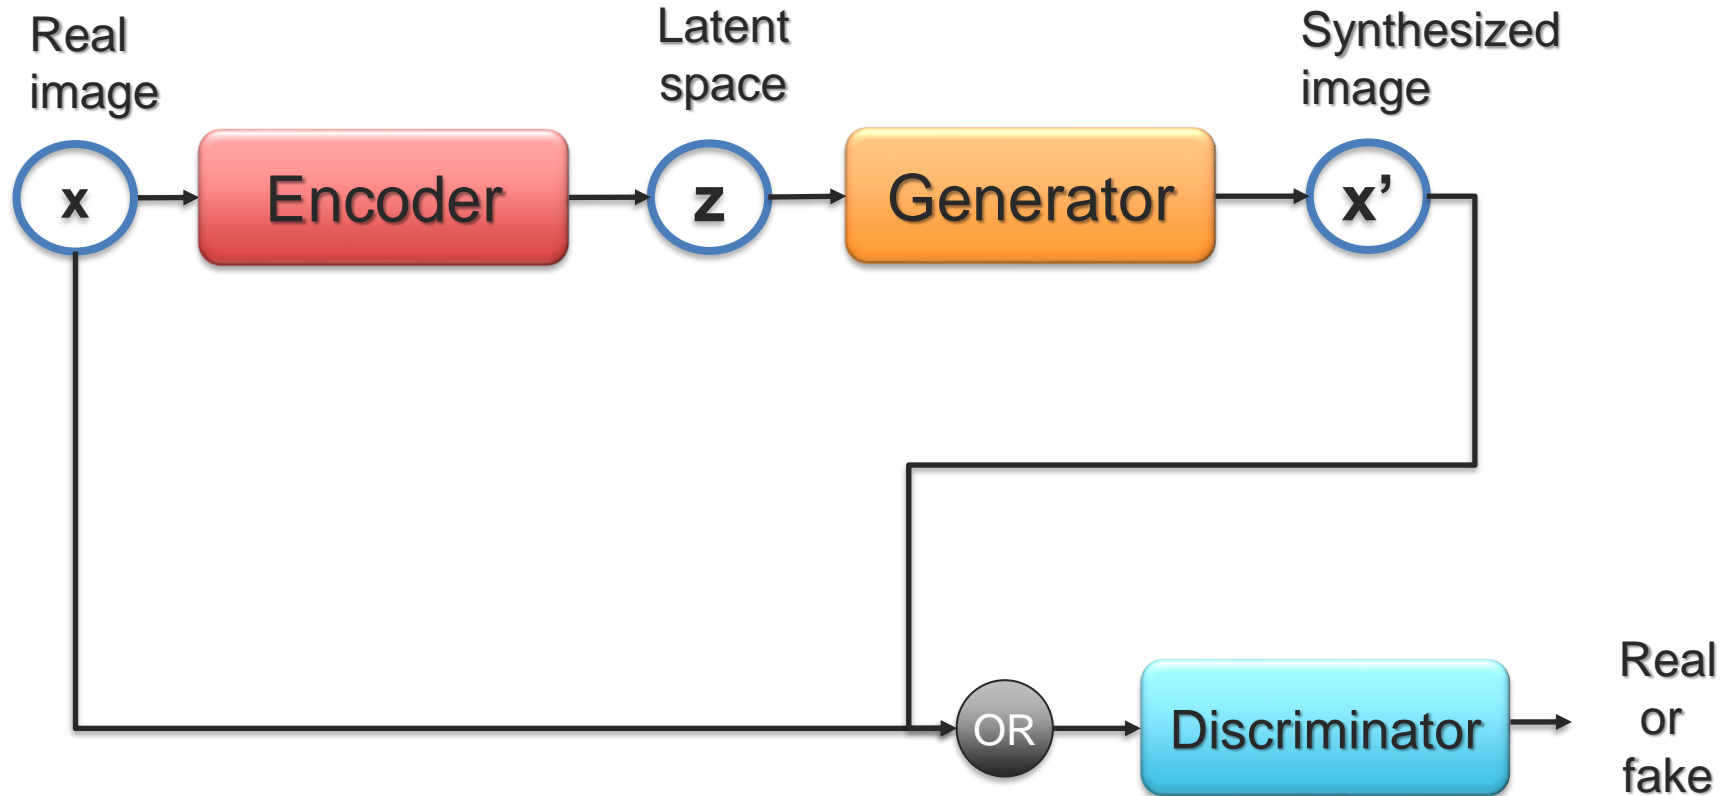 Real
image
Latent
space
Synthesized
image
x
Encoder
z
Generator
x’
OR
Discriminator
Real
or
fake